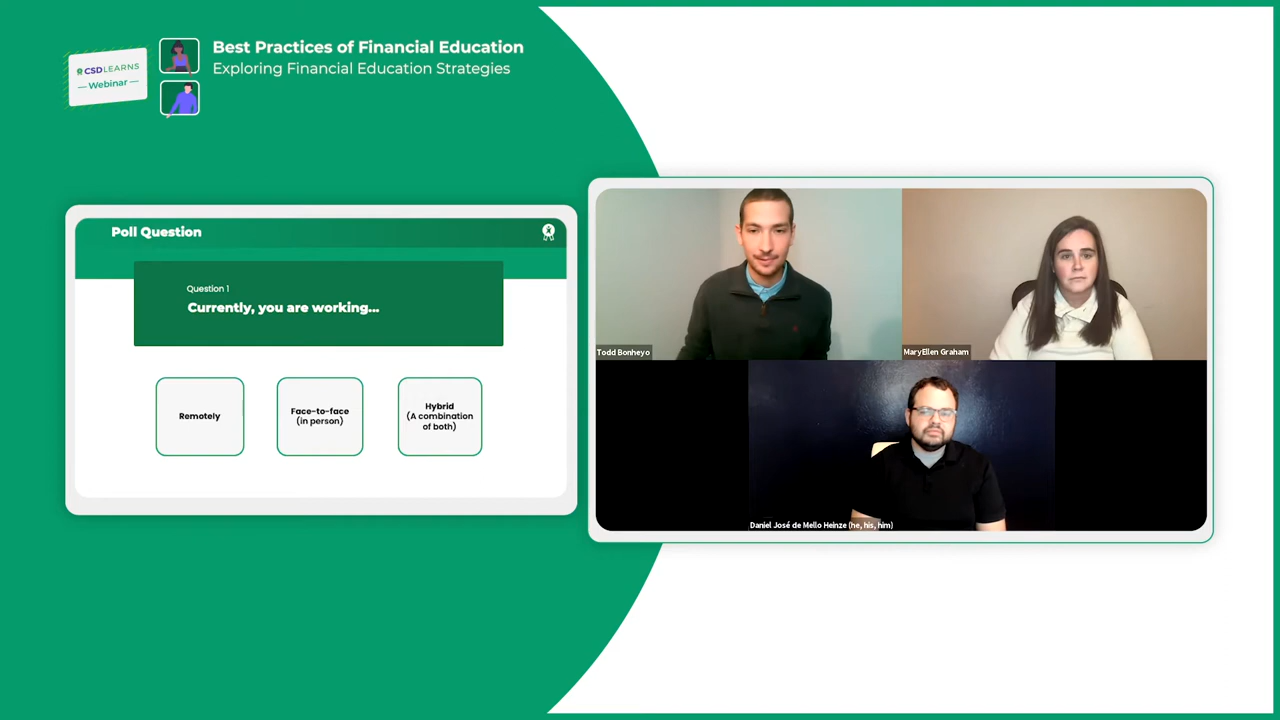 CSDLEARNS
— Webinar —
Best Practices of Financial Education
Exploring Financial Education Strategies
Poll Question
Question 1
Currently, you are working...
Remotely
Face-to-face
(in person)
Hybrid
(A combination
of both)
Todd Bonheyo
MaryEllen Graham
Daniel José de Mello Heinze (he, his, him)